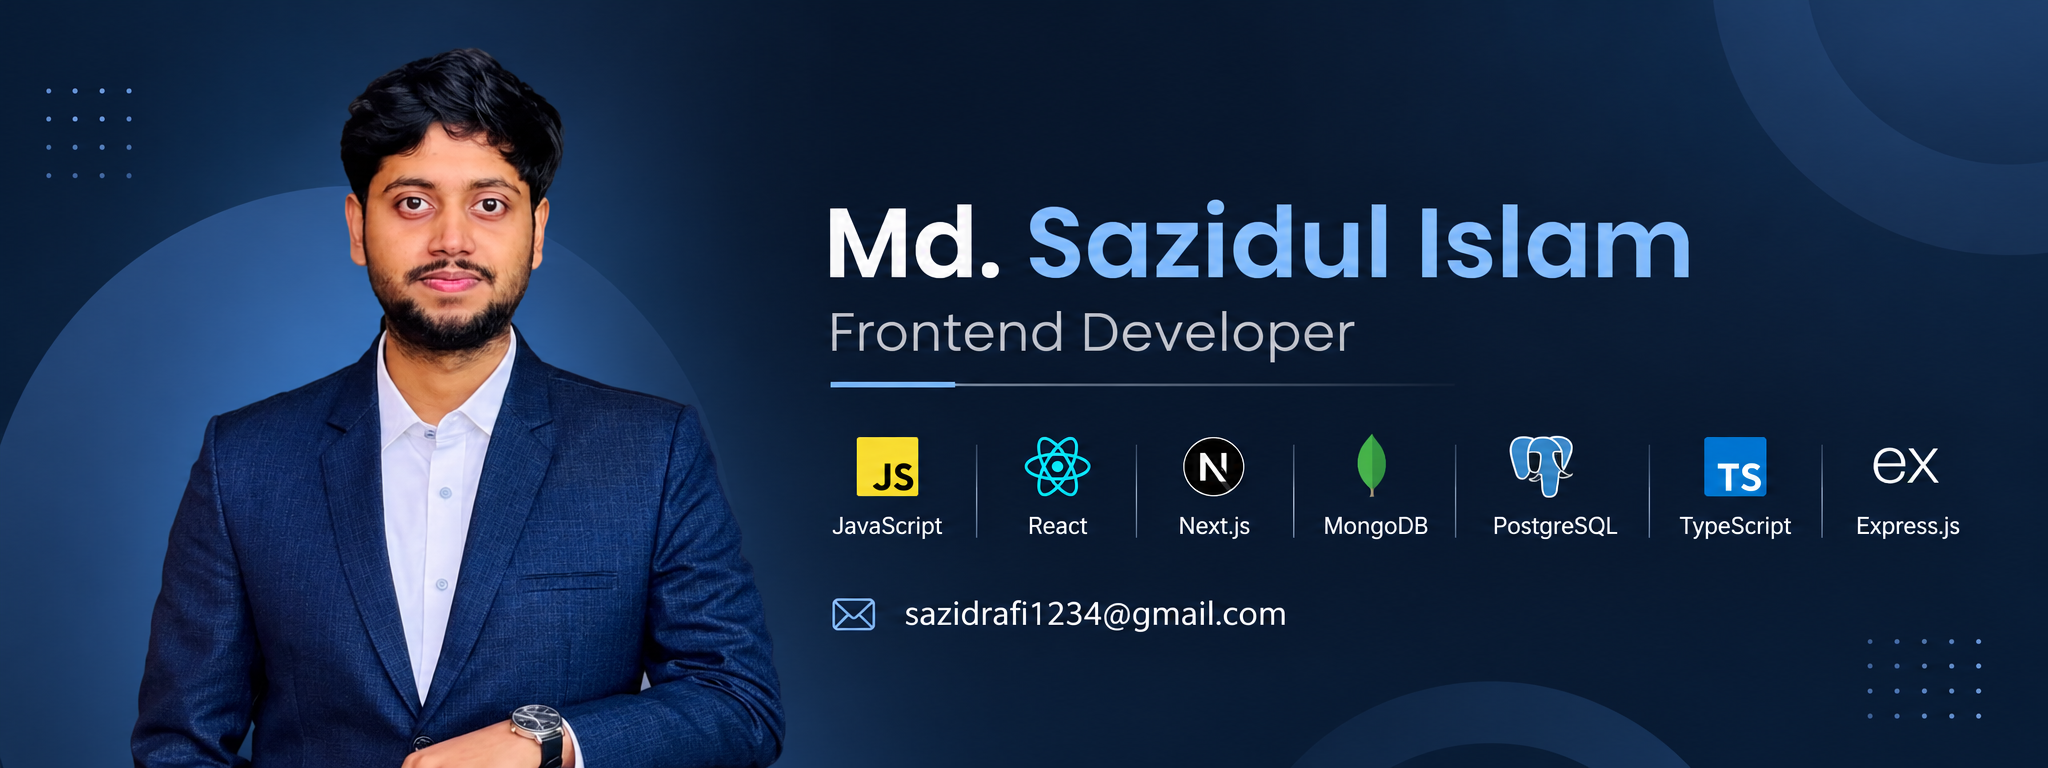 Md. Sazidul Islam
Frontend Developer
JS
N
TS
ex
JavaScript
React
Next.js
MongoDB
PostgreSQL
TypeScript
Express.js
sazidrafi1234@gmail.com